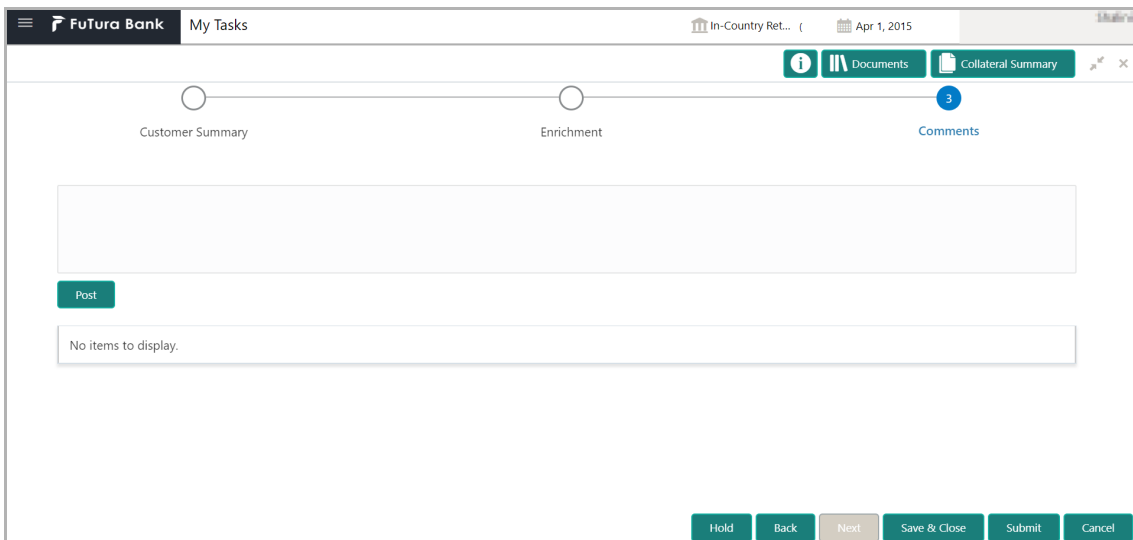 FuTura Bank My Tasks In-Country Ret... ( Apr 1, 2015
i Documents Collateral Summary
3
Customer Summary Enrichment Comments
Post
No items to display.
Hold Back Next Save & Close Submit Cancel